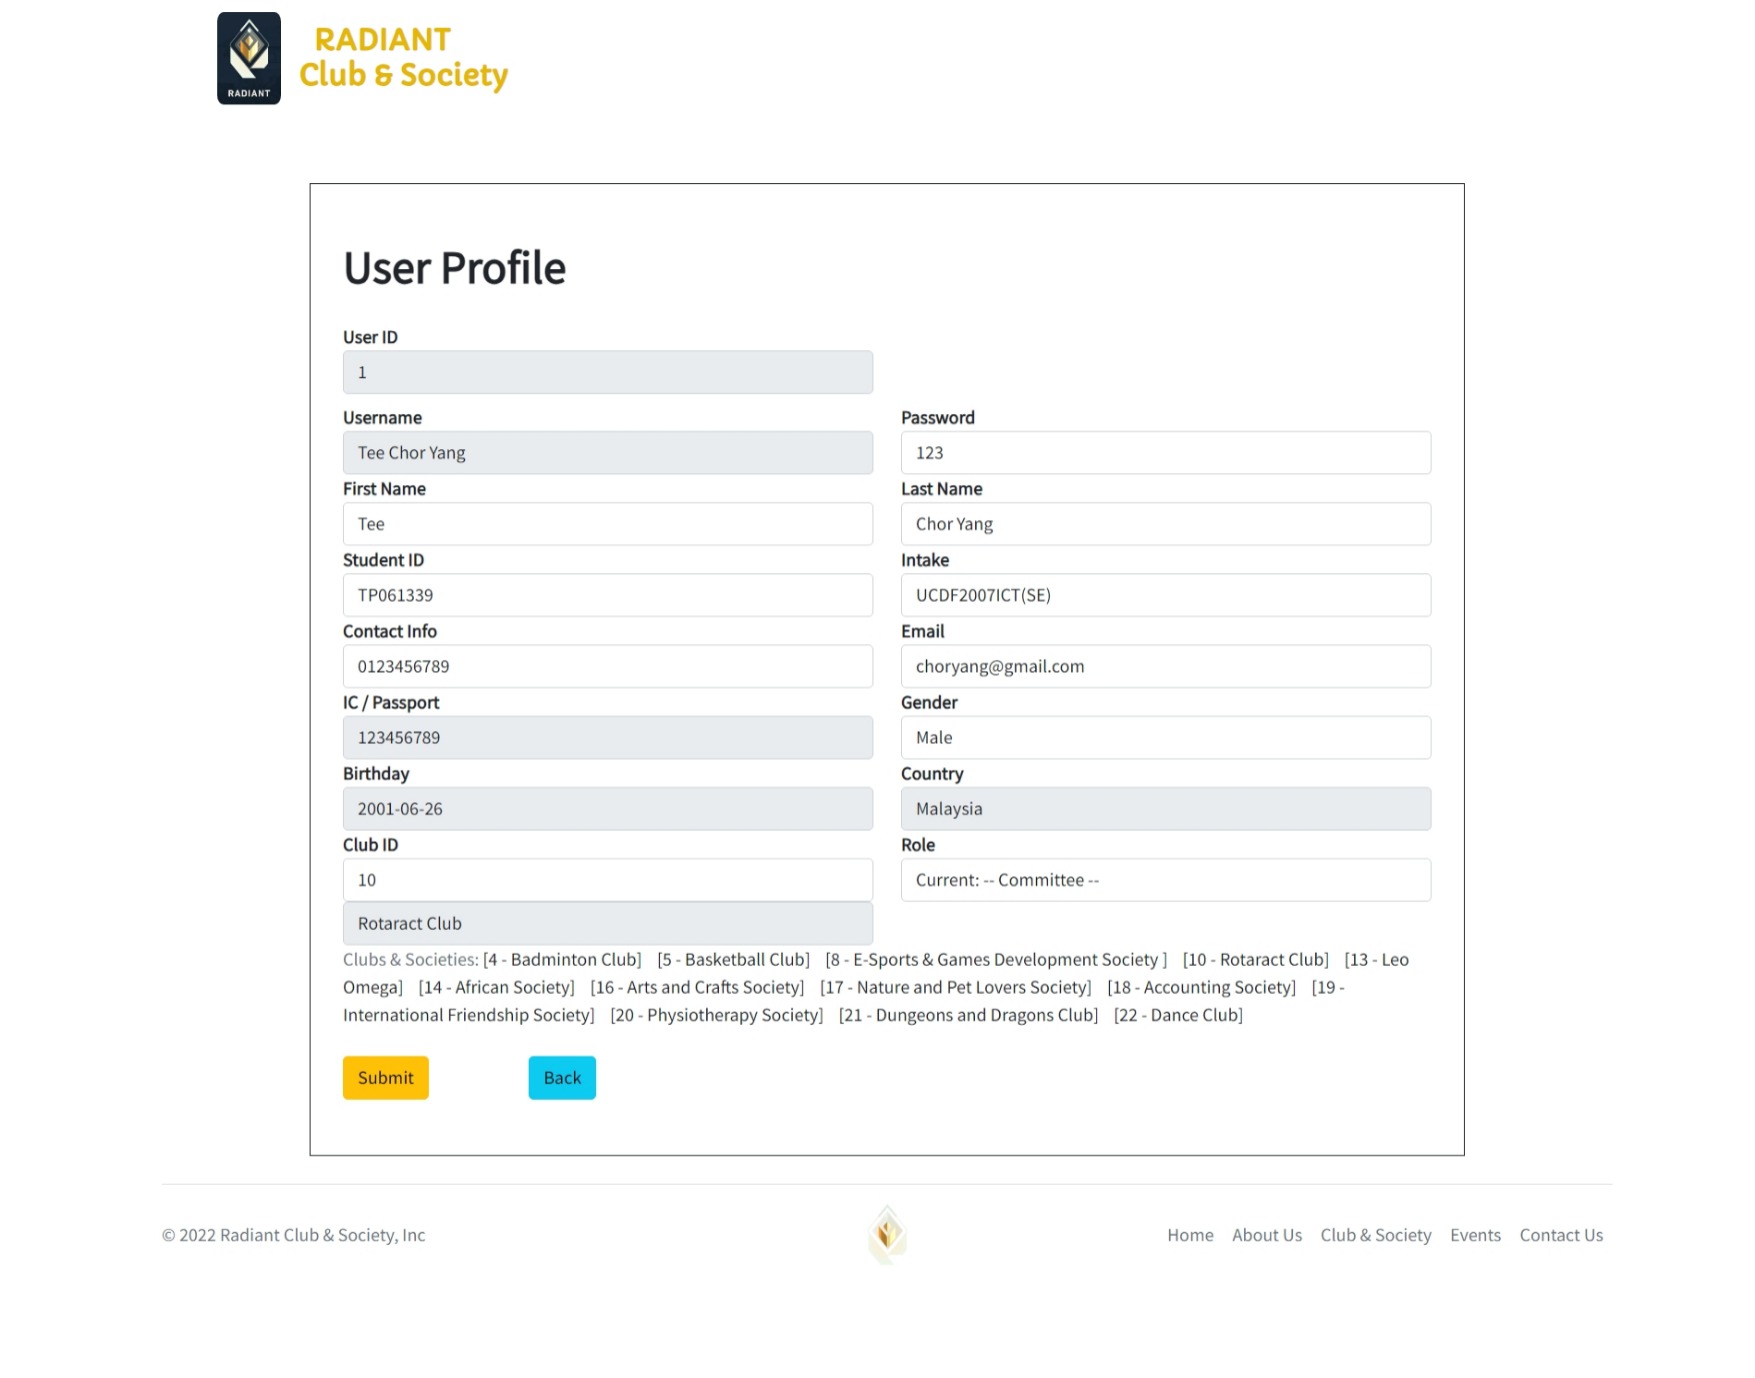 RADIANT
RADIANT
Club & Society
User Profile
User ID
1
Username
Password
Tee Chor Yang
123
First Name
Last Name
Tee
Chor Yang
Student ID
Intake
TP061339
UCDF2007ICT(SE)
Contact Info
Email
0123456789
choryang@gmail.com
IC / Passport
Gender
123456789
Male
Birthday
Country
2001-06-26
Malaysia
Club ID
Role
10
Current: -- Committee --
Rotaract Club
Clubs & Societies: [4 - Badminton Club] [5 - Basketball Club] [8 - E-Sports & Games Development Society ] [10 - Rotaract Club] [13 - Leo
Omega] [14 - African Society] [16 - Arts and Crafts Society] [17 - Nature and Pet Lovers Society] [18 - Accounting Society] [19 -
International Friendship Society] [20 - Physiotherapy Society] [21 - Dungeons and Dragons Club] [22 - Dance Club]
Submit
Back
© 2022 Radiant Club & Society, Inc
Home About Us Club & Society Events Contact Us